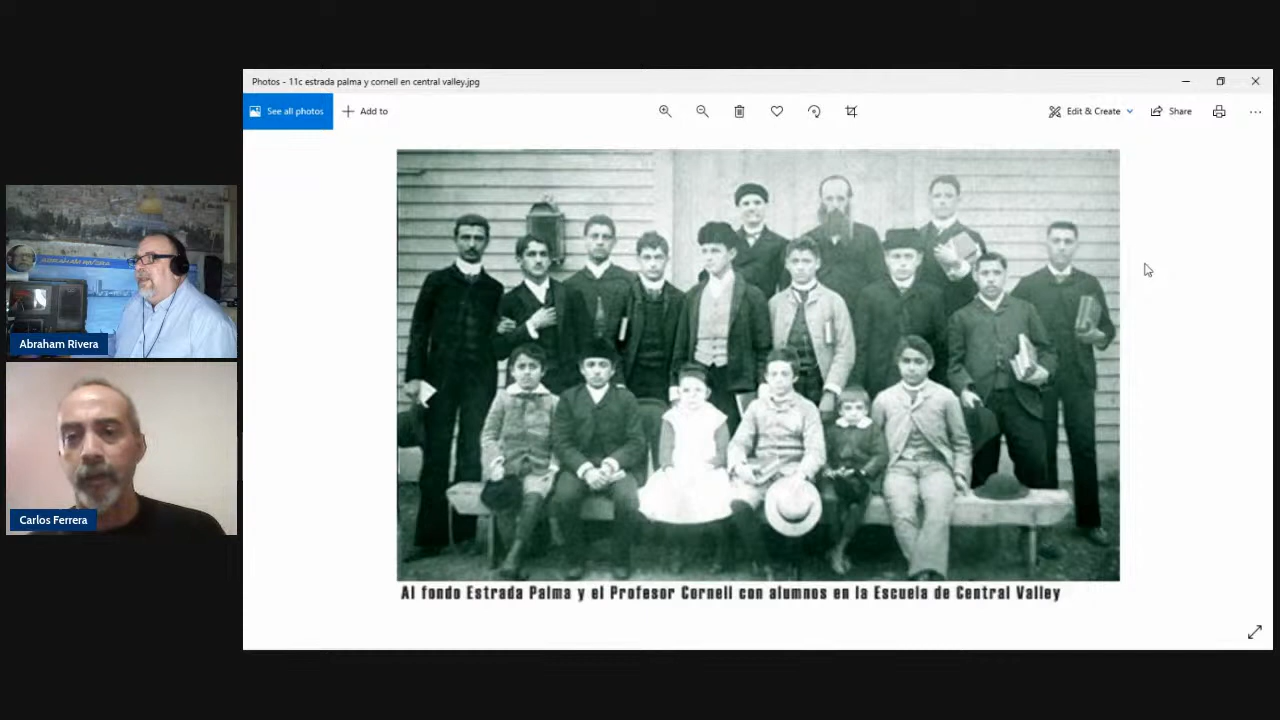 Photos - 11c estrada palma y cornell en central valley.jpg
See all photos
Add to
Edit & Create
Share
Abraham Rivera
Carlos Ferrera
Al fondo Estrada Palma y el Profesor Cornell con alumnos en la Escuela de Central Valley